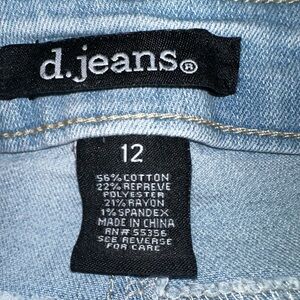 d.jeans®
12
56% COTTON
22% REPREVE
POLYESTER
21% RAYON
1% SPANDEX
MADE IN CHINA
RN# 55356
SEE REVERSE
FOR CARE